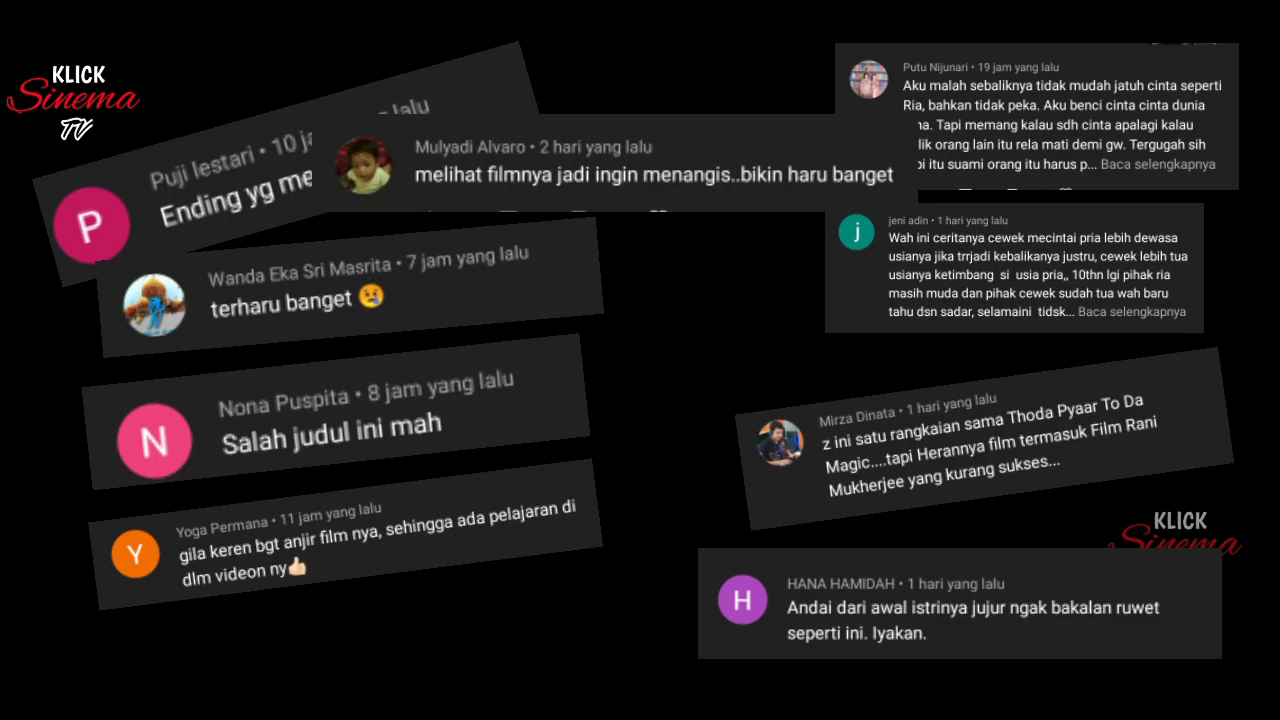 KLICK
Sinema
TV
Puji lestari • 10 
Ending yg
Mulyadi Alvaro • 2 hari yang lalu
melihat filmnya jadi ingin menangis..bikin haru banget
Wanda Eka Sri Masrita • 7 jam yang lalu
terharu banget 😢
Nona Puspita • 8 jam yang lalu
Salah judul ini mah
Yoga Permana • 11 jam yang lalu
gila keren bgt anjir film nya, sehingga ada pelajaran di
dlm videon ny👍🏻
Putu Nijunari • 19 jam yang lalu
Aku malah sebaliknya tidak mudah jatuh cinta seperti
Ria, bahkan tidak peka. Aku benci cinta cinta dunia
na. Tapi memang kalau sdh cinta apalagi kalau
lik orang lain itu rela mati demi gw. Tergugah sih
i itu suami orang itu harus p... Baca selengkapnya
jeni adin • 1 hari yang lalu
Wah ini ceritanya cewek mecintai pria lebih dewasa
usianya jika trrjadi kebalikanya justru, cewek lebih tua
usianya ketimbang si usia pria,, 10thn lgi pihak ria
masih muda dan pihak cewek sudah tua wah baru
tahu dsn sadar, selamaini tidsk... Baca selengkapnya
Mirza Dinata • 1 hari yang lalu
z ini satu rangkaian sama Thoda Pyaar To Da
Magic....tapi Herannya film termasuk Film Rani
Mukherjee yang kurang sukses...
KLICK
Sinema
HANA HAMIDAH • 1 hari yang lalu
Andai dari awal istrinya jujur ngak bakalan ruwet
seperti ini. Iyakan.